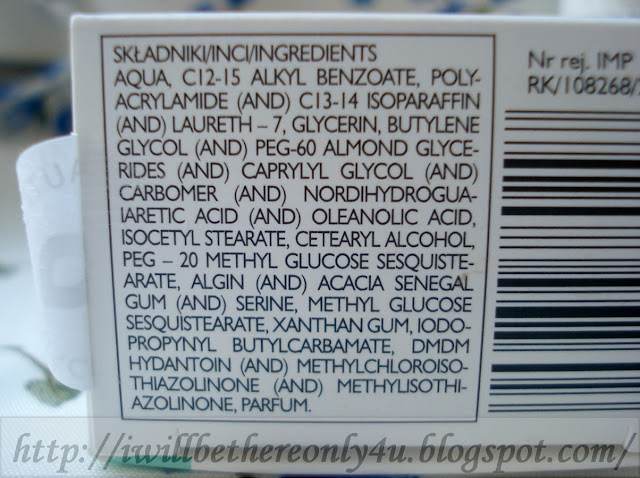 SKŁADNIKI/INCI/INGREDIENTS
AQUA, C12-15 ALKYL BENZOATE, POLY-
ACRYLAMIDE (AND) C13-14 ISOPARAFFIN
(AND) LAURETH – 7, GLYCERIN, BUTYLENE
GLYCOL (AND) PEG-60 ALMOND GLYCE-
RIDES (AND) CAPRYLYL GLYCOL (AND)
CARBOMER (AND) NORDIHYDROGUA-
IARETIC ACID (AND) OLEANOLIC ACID,
ISOCETYL STEARATE, CETEARYL ALCOHOL,
PEG – 20 METHYL GLUCOSE SESQUISTE-
ARATE, ALGIN (AND) ACACIA SENEGAL
GUM (AND) SERINE, METHYL GLUCOSE
SESQUISTEARATE, XANTHAN GUM, IODO-
PROPYNYL BUTYLCARBAMATE, DMDM
HYDANTOIN (AND) METHYLCHLOROISO-
THIAZOLINONE (AND) METHYLISOTHI-
AZOLINONE, PARFUM.
Nr rej. IMP
RK/108268/
http://iwillbethereonly4u.blogspot.com/